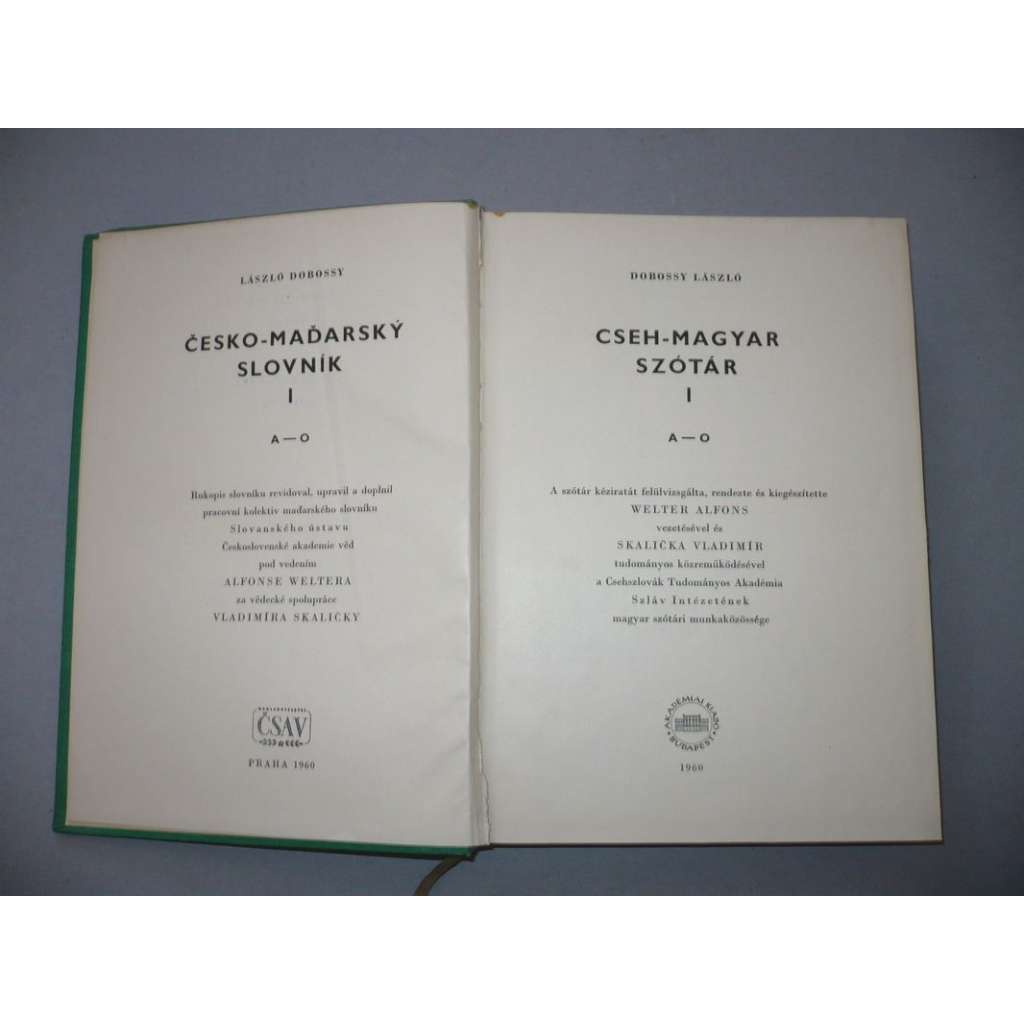 LÁSZLÓ DOBOSSY
ČESKO-MAĎARSKÝ
SLOVNÍK
I
A — O
Rukopis slovníku revidoval, upravil a doplnil
pracovní kolektiv maďarského slovníku
Slovanského ústavu
Československé akademie věd
pod vedením
ALFONSE WELTERA
za vědecké spolupráce
VLADIMÍRA SKALIČKY
ČSAV
PRAHA 1960
DOBOSSY LÁSZLÓ
CSEH-MAGYAR
SZÓTÁR
I
A — O
A szótár kéziratát felülvizsgálta, rendezte és kiegészítette
WELTER ALFONS
vezetésével és
SKALIČKA VLADIMÍR
tudományos közreműködésével
a Csehszlovák Tudományos Akadémia
Szláv Intézetének
magyar szótári munkaközössége
AKADÉMIAI KIADÓ
BUDAPEST
1960